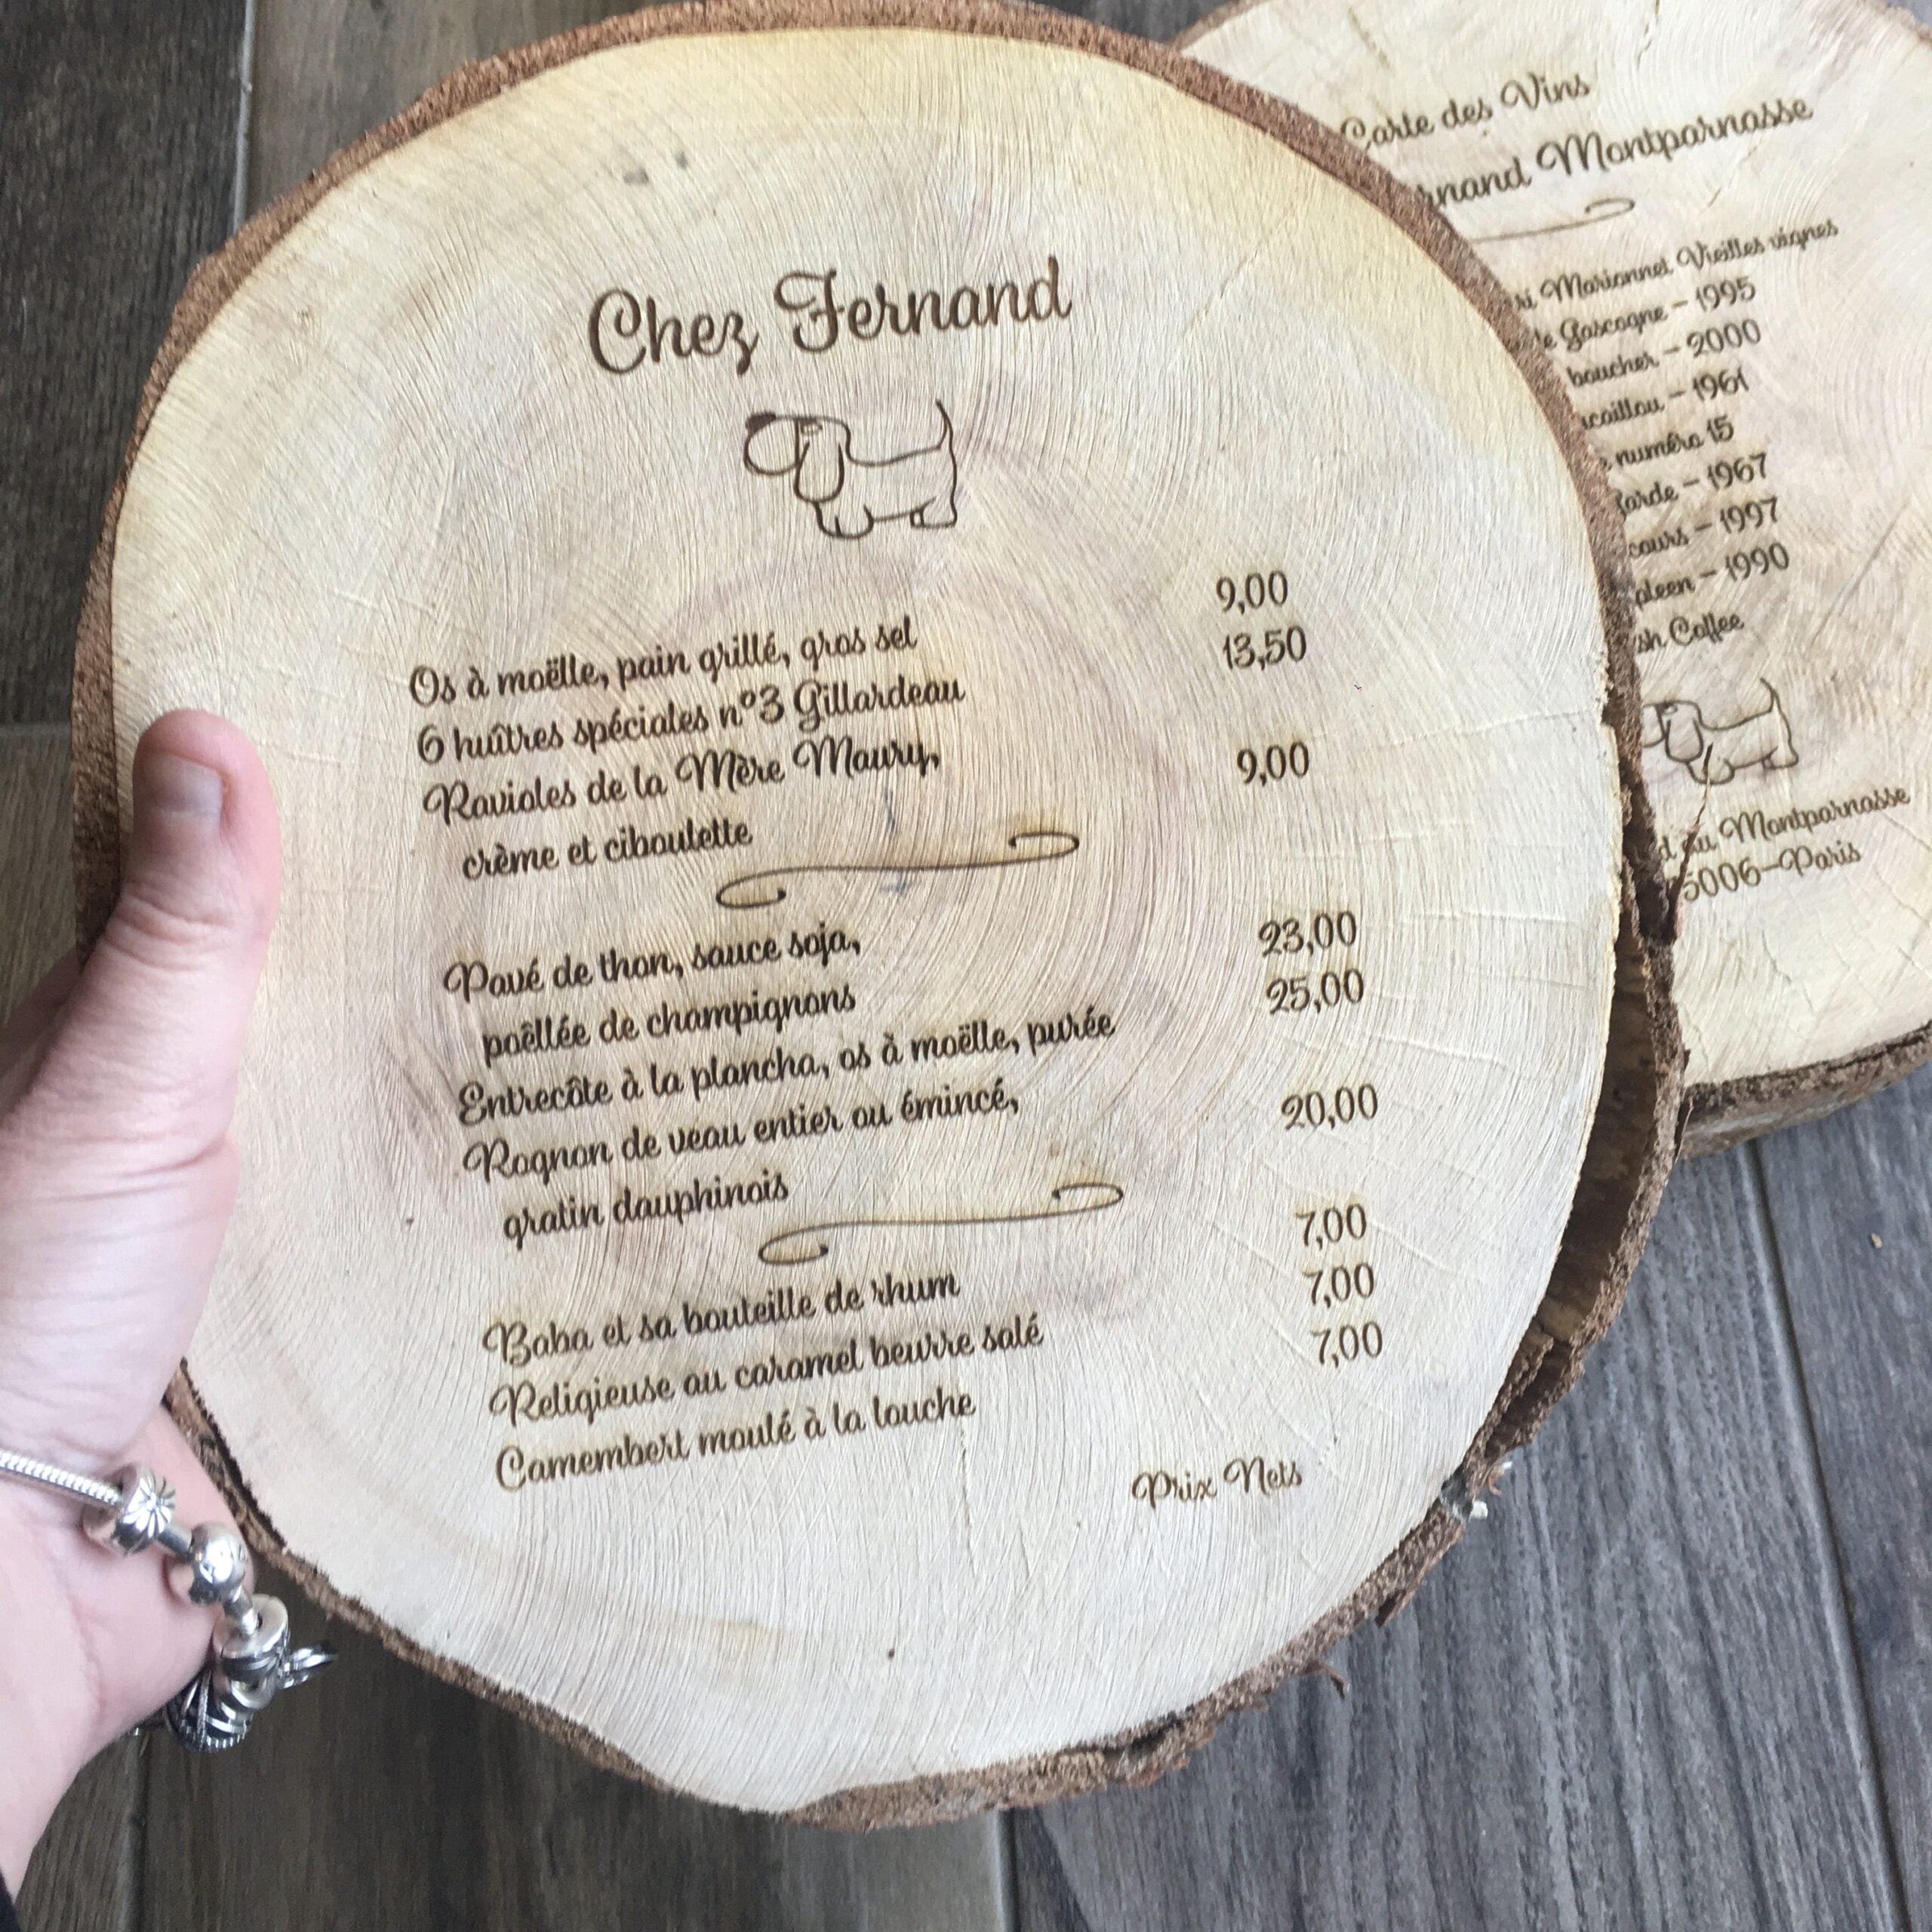 Chez Fernand
Os à moëlle, pain grillé, gros sel 9,00
6 huîtres spéciales n°3 Gillardeau 13,50
Ravioles de la Mère Maury, 9,00
crème et ciboulette
Pavé de thon, sauce soja, 23,00
poêllée de champignons
Entrecôte à la plancha, os à moëlle, purée 25,00
Rognon de veau entier ou émincé, 20,00
gratin dauphinois
Baba et sa bouteille de rhum 7,00
Religieuse au caramel beurre salé 7,00
Camembert moulé à la louche 7,00
Prix Nets
Carte des Vins
Montparnasse
Marionnet Vieilles vignes
Gascogne – 1995
boucher – 2000
– 1961
numéro 15
– 1967
– 1997
– 1990
Coffee
du Montparnasse
Paris